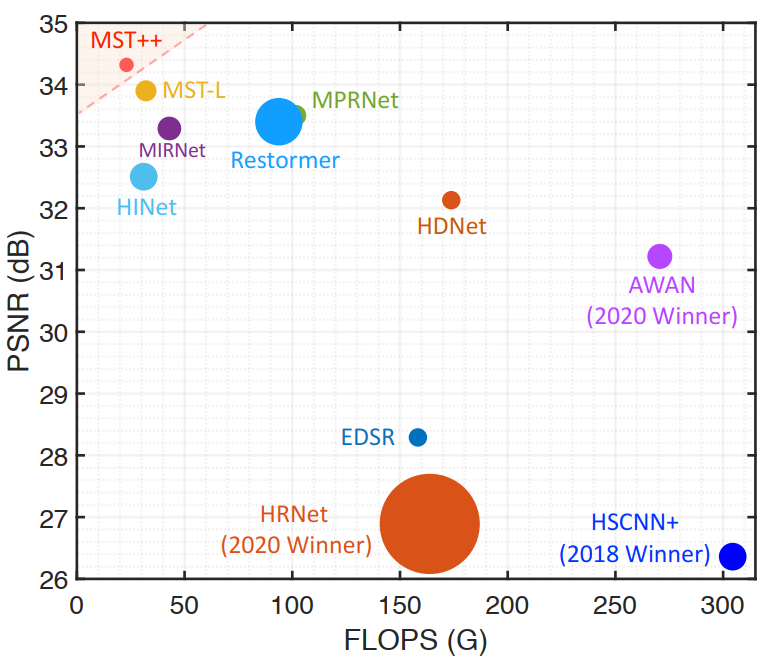 35
34
33
32
31
30
29
28
27
26
PSNR (dB)
MST++
MST-L
MPRNet
MIRNet
Restormer
HINet
HDNet
AWAN
(2020 Winner)
EDSR
HRNet
(2020 Winner)
HSCNN+
(2018 Winner)
0 50 100 150 200 250 300
FLOPS (G)